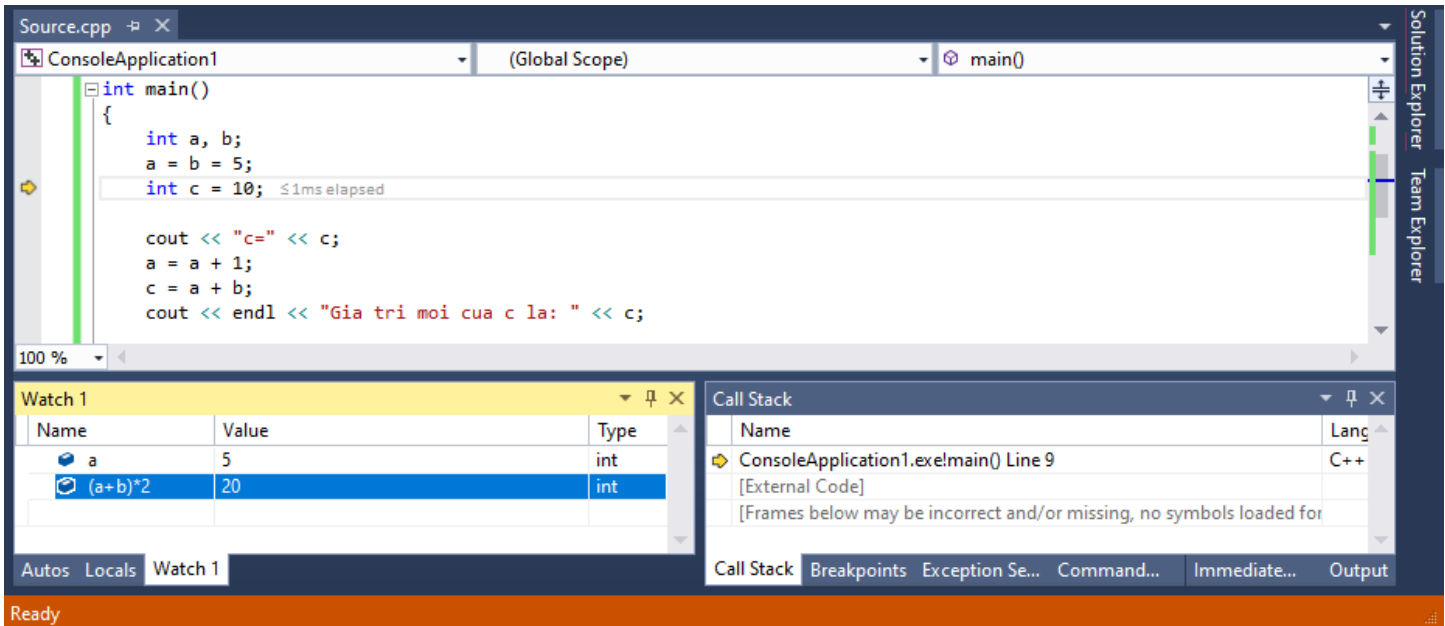 Source.cpp
ConsoleApplication1 (Global Scope) main()
int main()
{
int a, b;
a = b = 5;
int c = 10; ≤1ms elapsed
cout << "c=" << c;
a = a + 1;
c = a + b;
cout << endl << "Gia tri moi cua c la: " << c;
100 %
Watch 1
Name Value Type
a 5 int
(a+b)*2 20 int
Autos Locals Watch 1
Call Stack
Name Lang
ConsoleApplication1.exe!main() Line 9 C++
[External Code]
[Frames below may be incorrect and/or missing, no symbols loaded for
Call Stack Breakpoints Exception Se... Command... Immediate... Output
Solution Explorer
Team Explorer
Ready